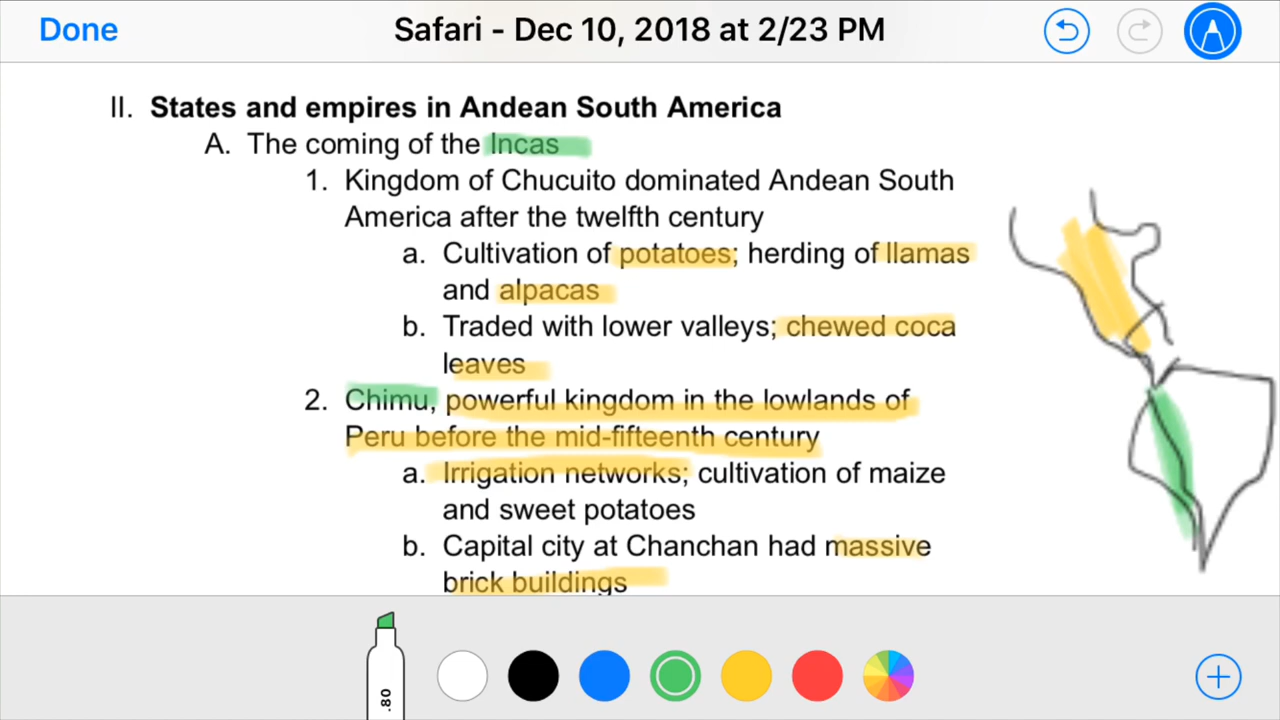 Done Safari - Dec 10, 2018 at 2/23 PM
II. States and empires in Andean South America
A. The coming of the Incas
1. Kingdom of Chucuito dominated Andean South
America after the twelfth century
a. Cultivation of potatoes; herding of llamas
and alpacas
b. Traded with lower valleys; chewed coca
leaves
2. Chimu, powerful kingdom in the lowlands of
Peru before the mid-fifteenth century
a. Irrigation networks; cultivation of maize
and sweet potatoes
b. Capital city at Chanchan had massive
brick buildings
.80